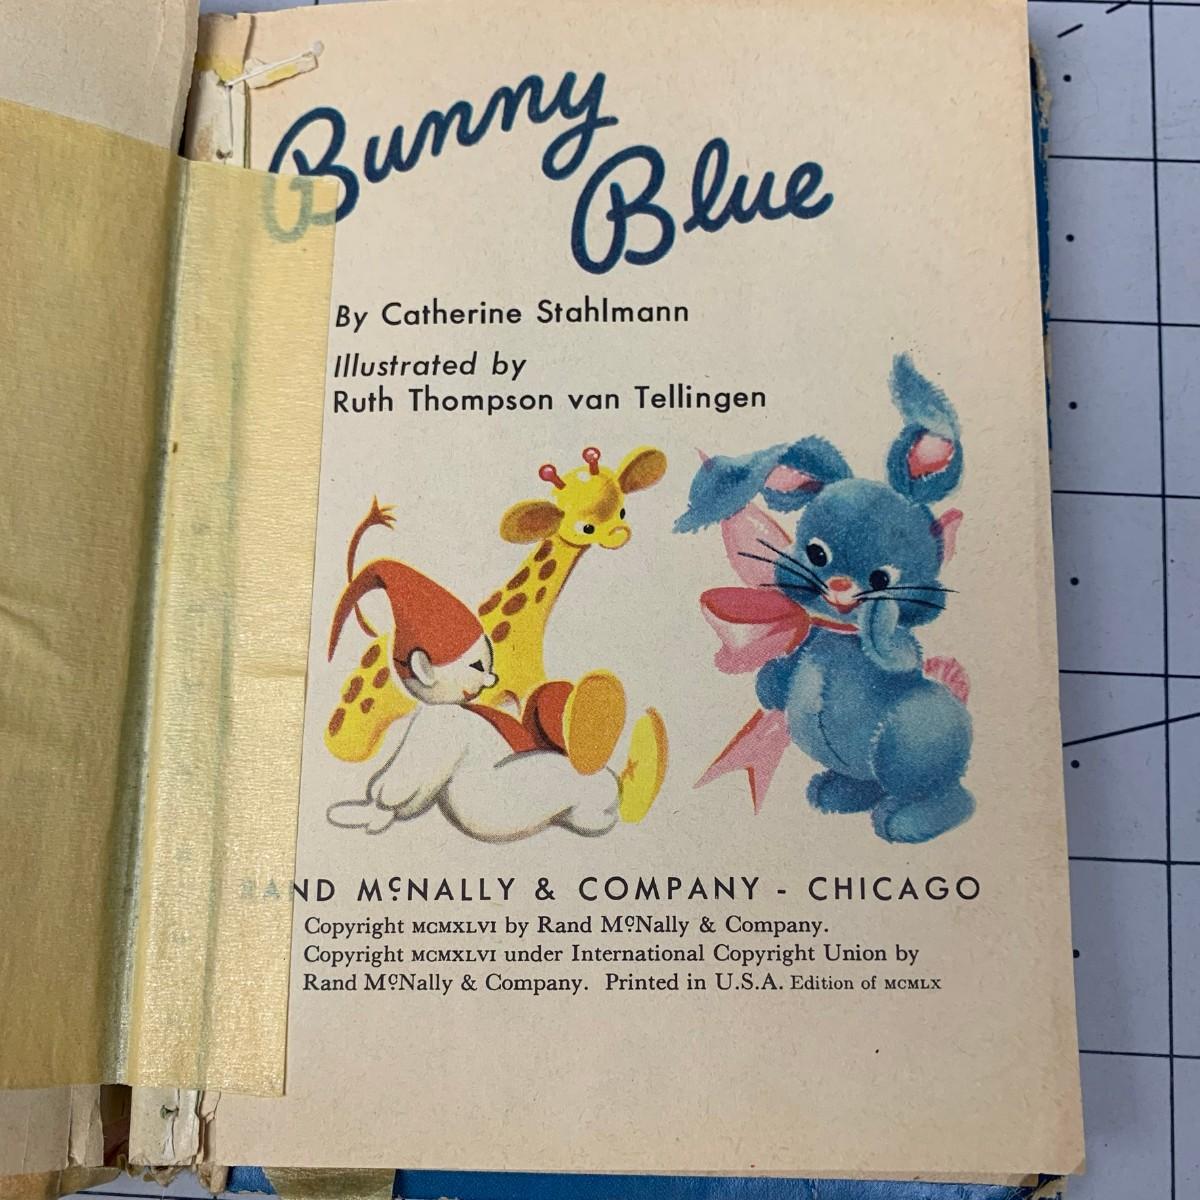 Bunny
Blue
By Catherine Stahlmann
Illustrated by
Ruth Thompson van Tellingen
RAND McNALLY & COMPANY - CHICAGO
Copyright MCMXLVI by Rand McNally & Company.
Copyright MCMXLVI under International Copyright Union by
Rand McNally & Company. Printed in U.S.A. Edition of MCMLX